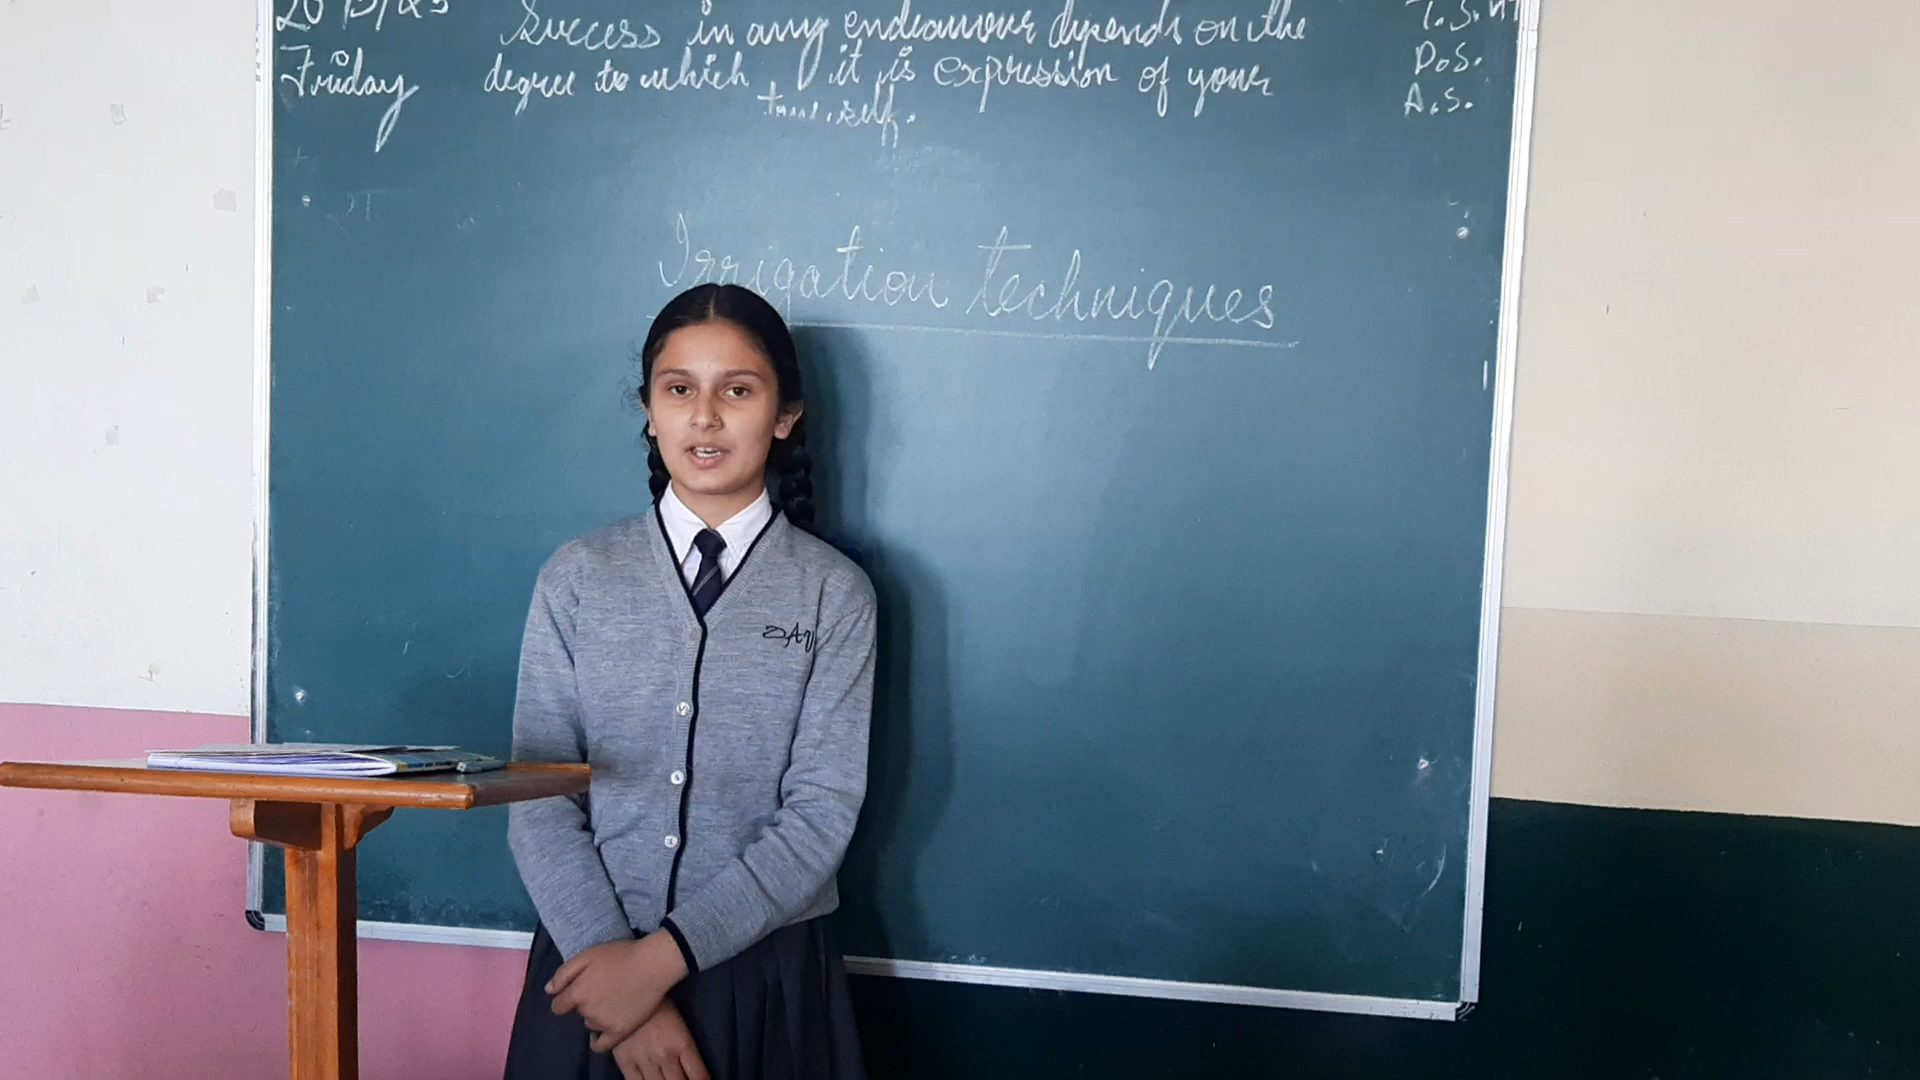 Success in any endeavour depends on the
Friday
degree to which it is expression of your
self.
D.S.
A.S.
Irrigation techniques
DAV